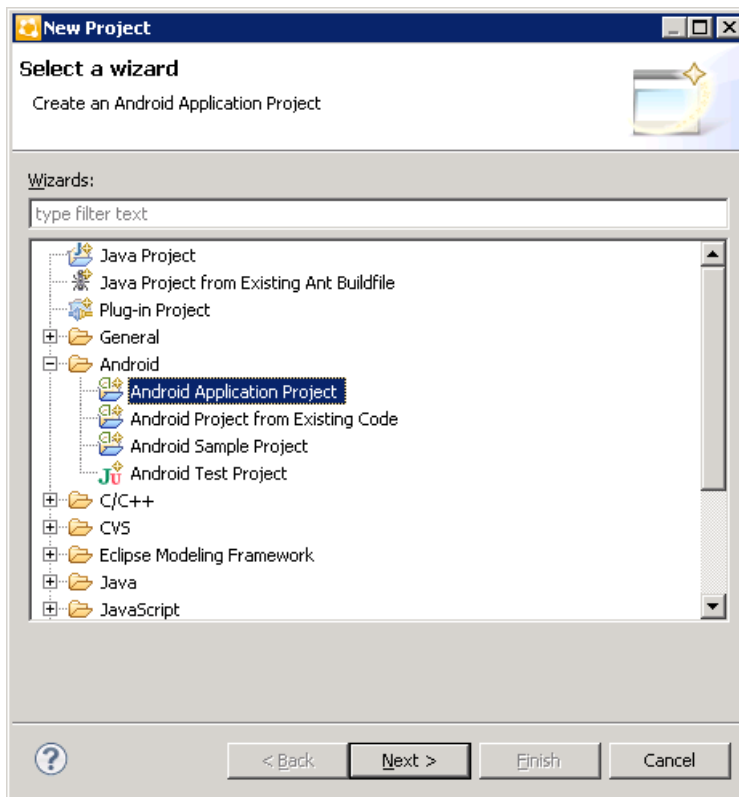 New Project
Select a wizard
Create an Android Application Project
Wizards:
type filter text
Java Project
Java Project from Existing Ant Buildfile
Plug-in Project
General
Android
Android Application Project
Android Project from Existing Code
Android Sample Project
Android Test Project
C/C++
CVS
Eclipse Modeling Framework
Java
JavaScript
< Back Next > Finish Cancel